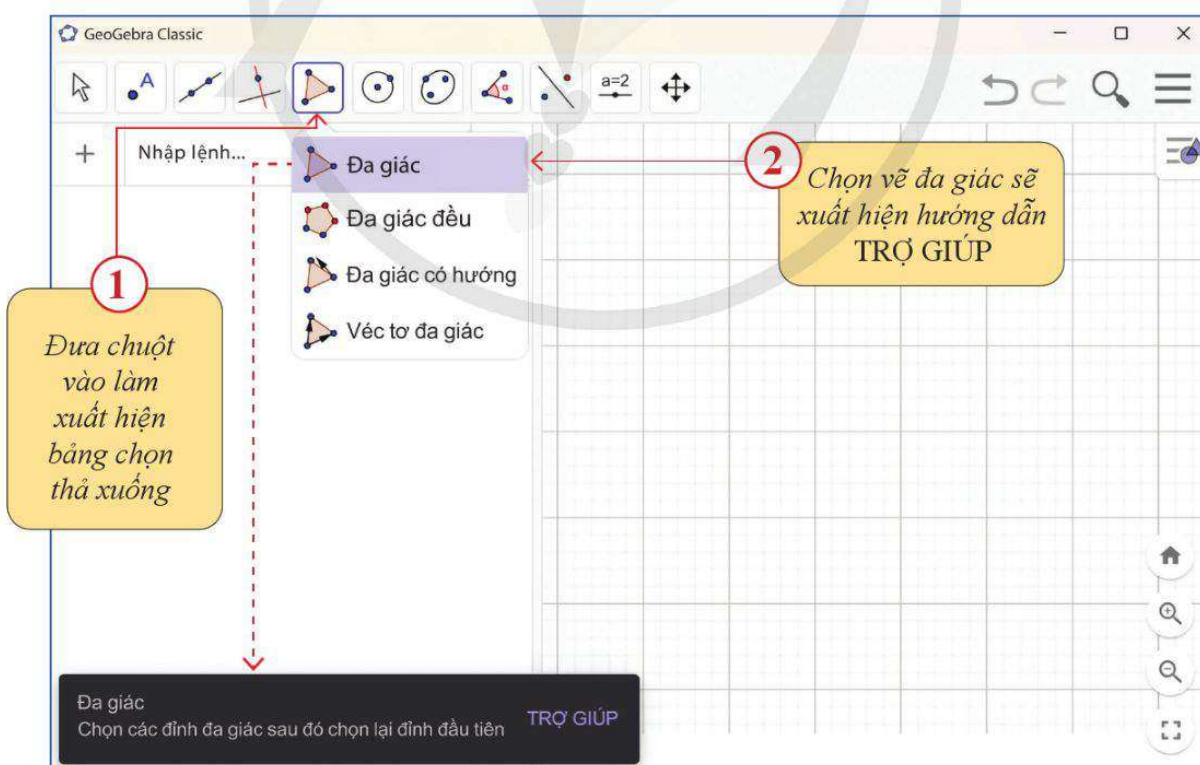 GeoGebra Classic
A
α
a=2
Nhập lệnh...
Đa giác
Đa giác đều
Đa giác có hướng
Véc tơ đa giác
2
Chọn vẽ đa giác sẽ
xuất hiện hướng dẫn
TRỢ GIÚP
1
Đưa chuột
vào làm
xuất hiện
bảng chọn
thả xuống
Đa giác
Chọn các đỉnh đa giác sau đó chọn lại đỉnh đầu tiên
TRỢ GIÚP